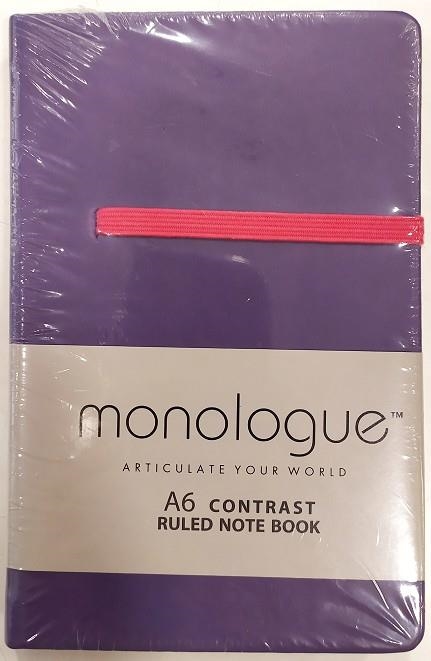 monologue™
ARTICULATE YOUR WORLD
A6 CONTRAST
RULED NOTE BOOK